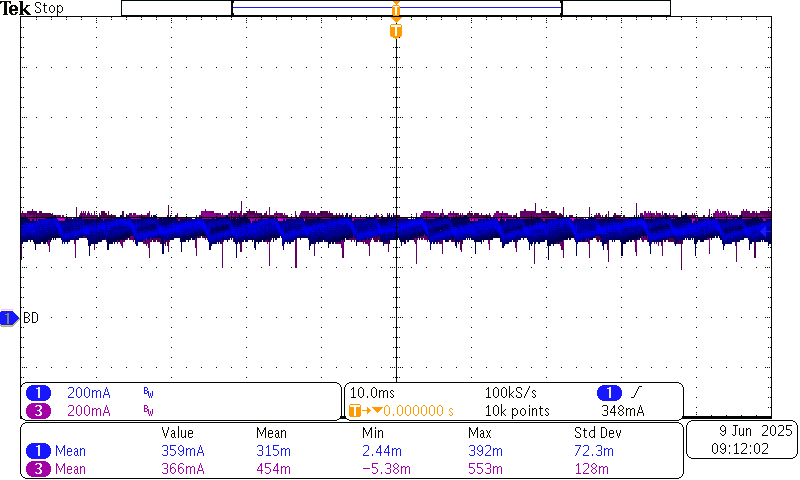 Tek Stop
T
T
1 BD
1 200mA BW
3 200mA BW
10.0ms 100kS/s 1
T→▼0.000000 s 10k points 348mA
Value Mean Min Max Std Dev
1 Mean 359mA 315m 2.44m 392m 72.3m
3 Mean 366mA 454m −5.38m 553m 128m
9 Jun 2025
09:12:02